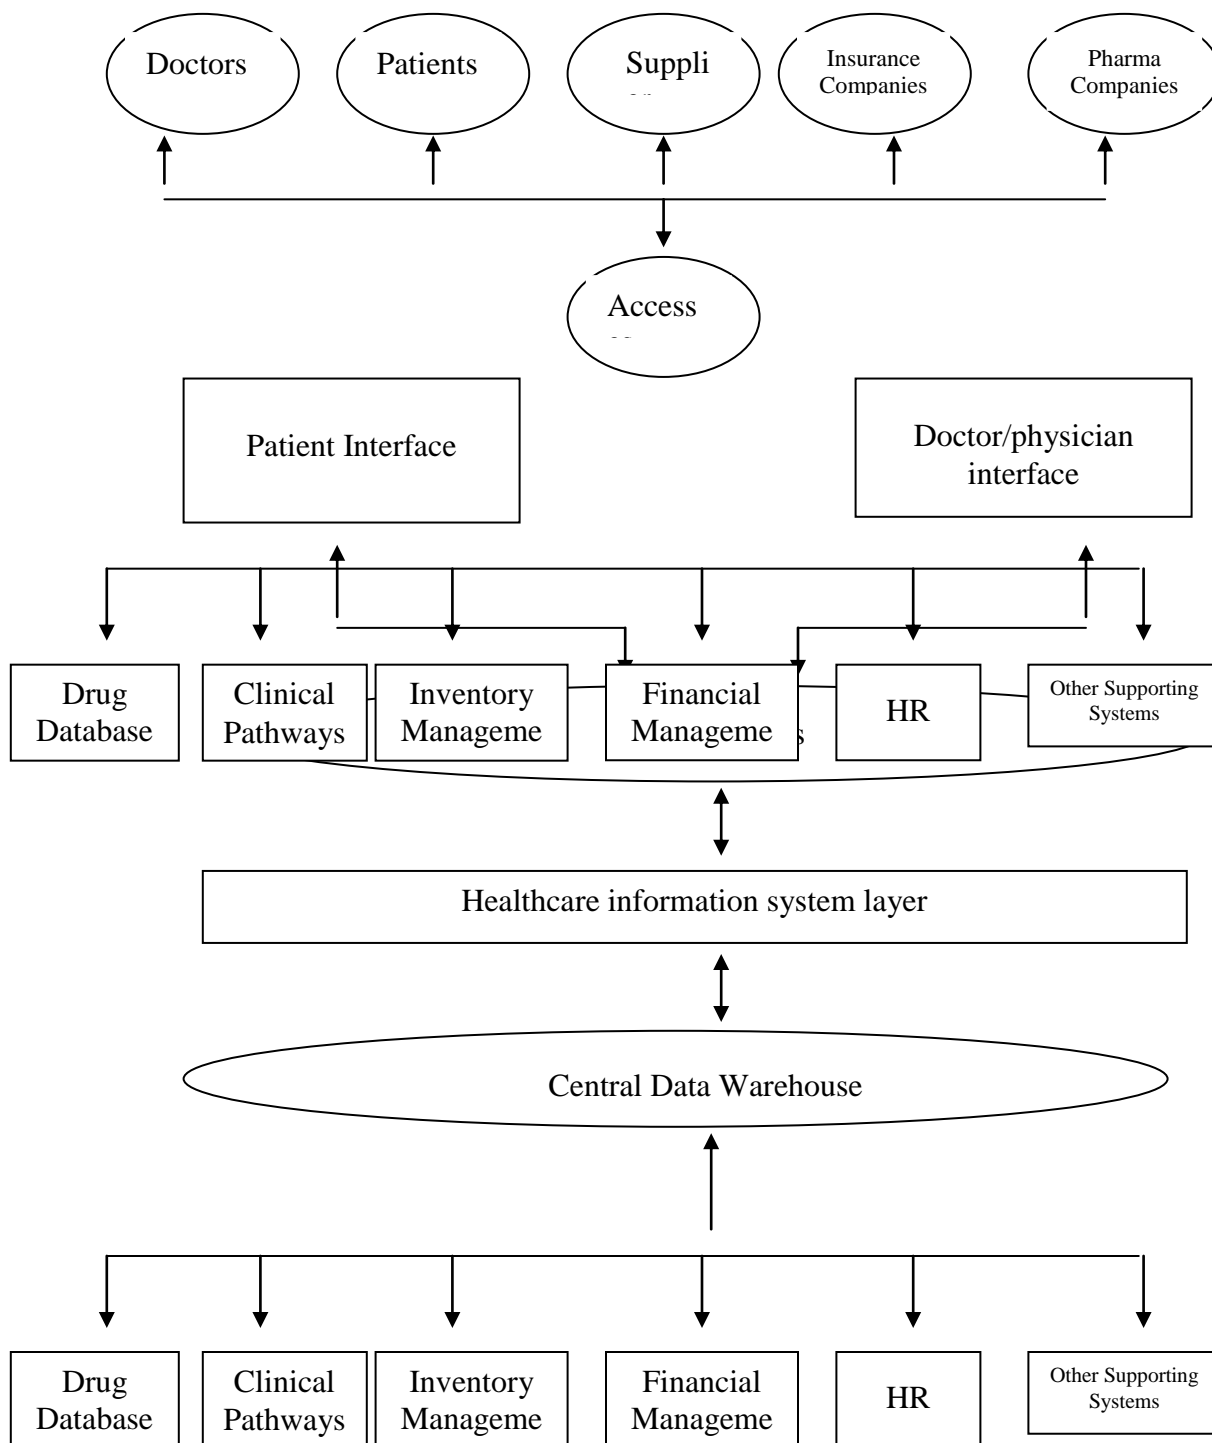 Doctors
Patients
Suppli
Insurance
Companies
Pharma
Companies
Access
Patient Interface
Doctor/physician
interface
Drug
Database
Clinical
Pathways
Inventory
Manageme
Financial
Manageme
HR
Other Supporting
Systems
s
Healthcare information system layer
Central Data Warehouse
Drug
Database
Clinical
Pathways
Inventory
Manageme
Financial
Manageme
HR
Other Supporting
Systems